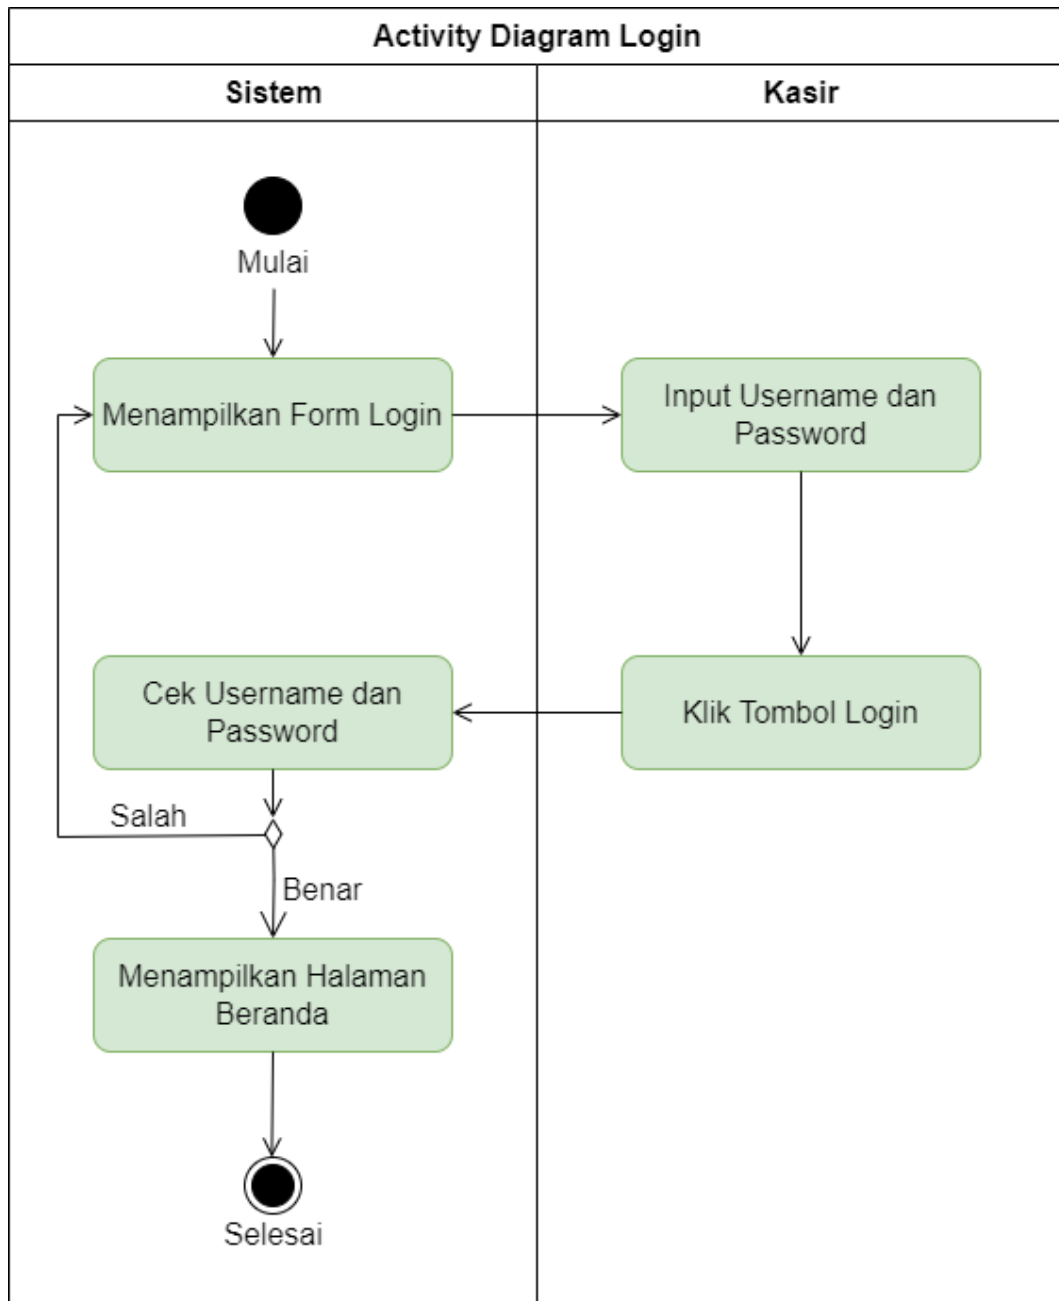 Activity Diagram Login
Sistem
Kasir
Mulai
Menampilkan Form Login
Input Username dan
Password
Cek Username dan
Password
Klik Tombol Login
Salah
Benar
Menampilkan Halaman
Beranda
Selesai